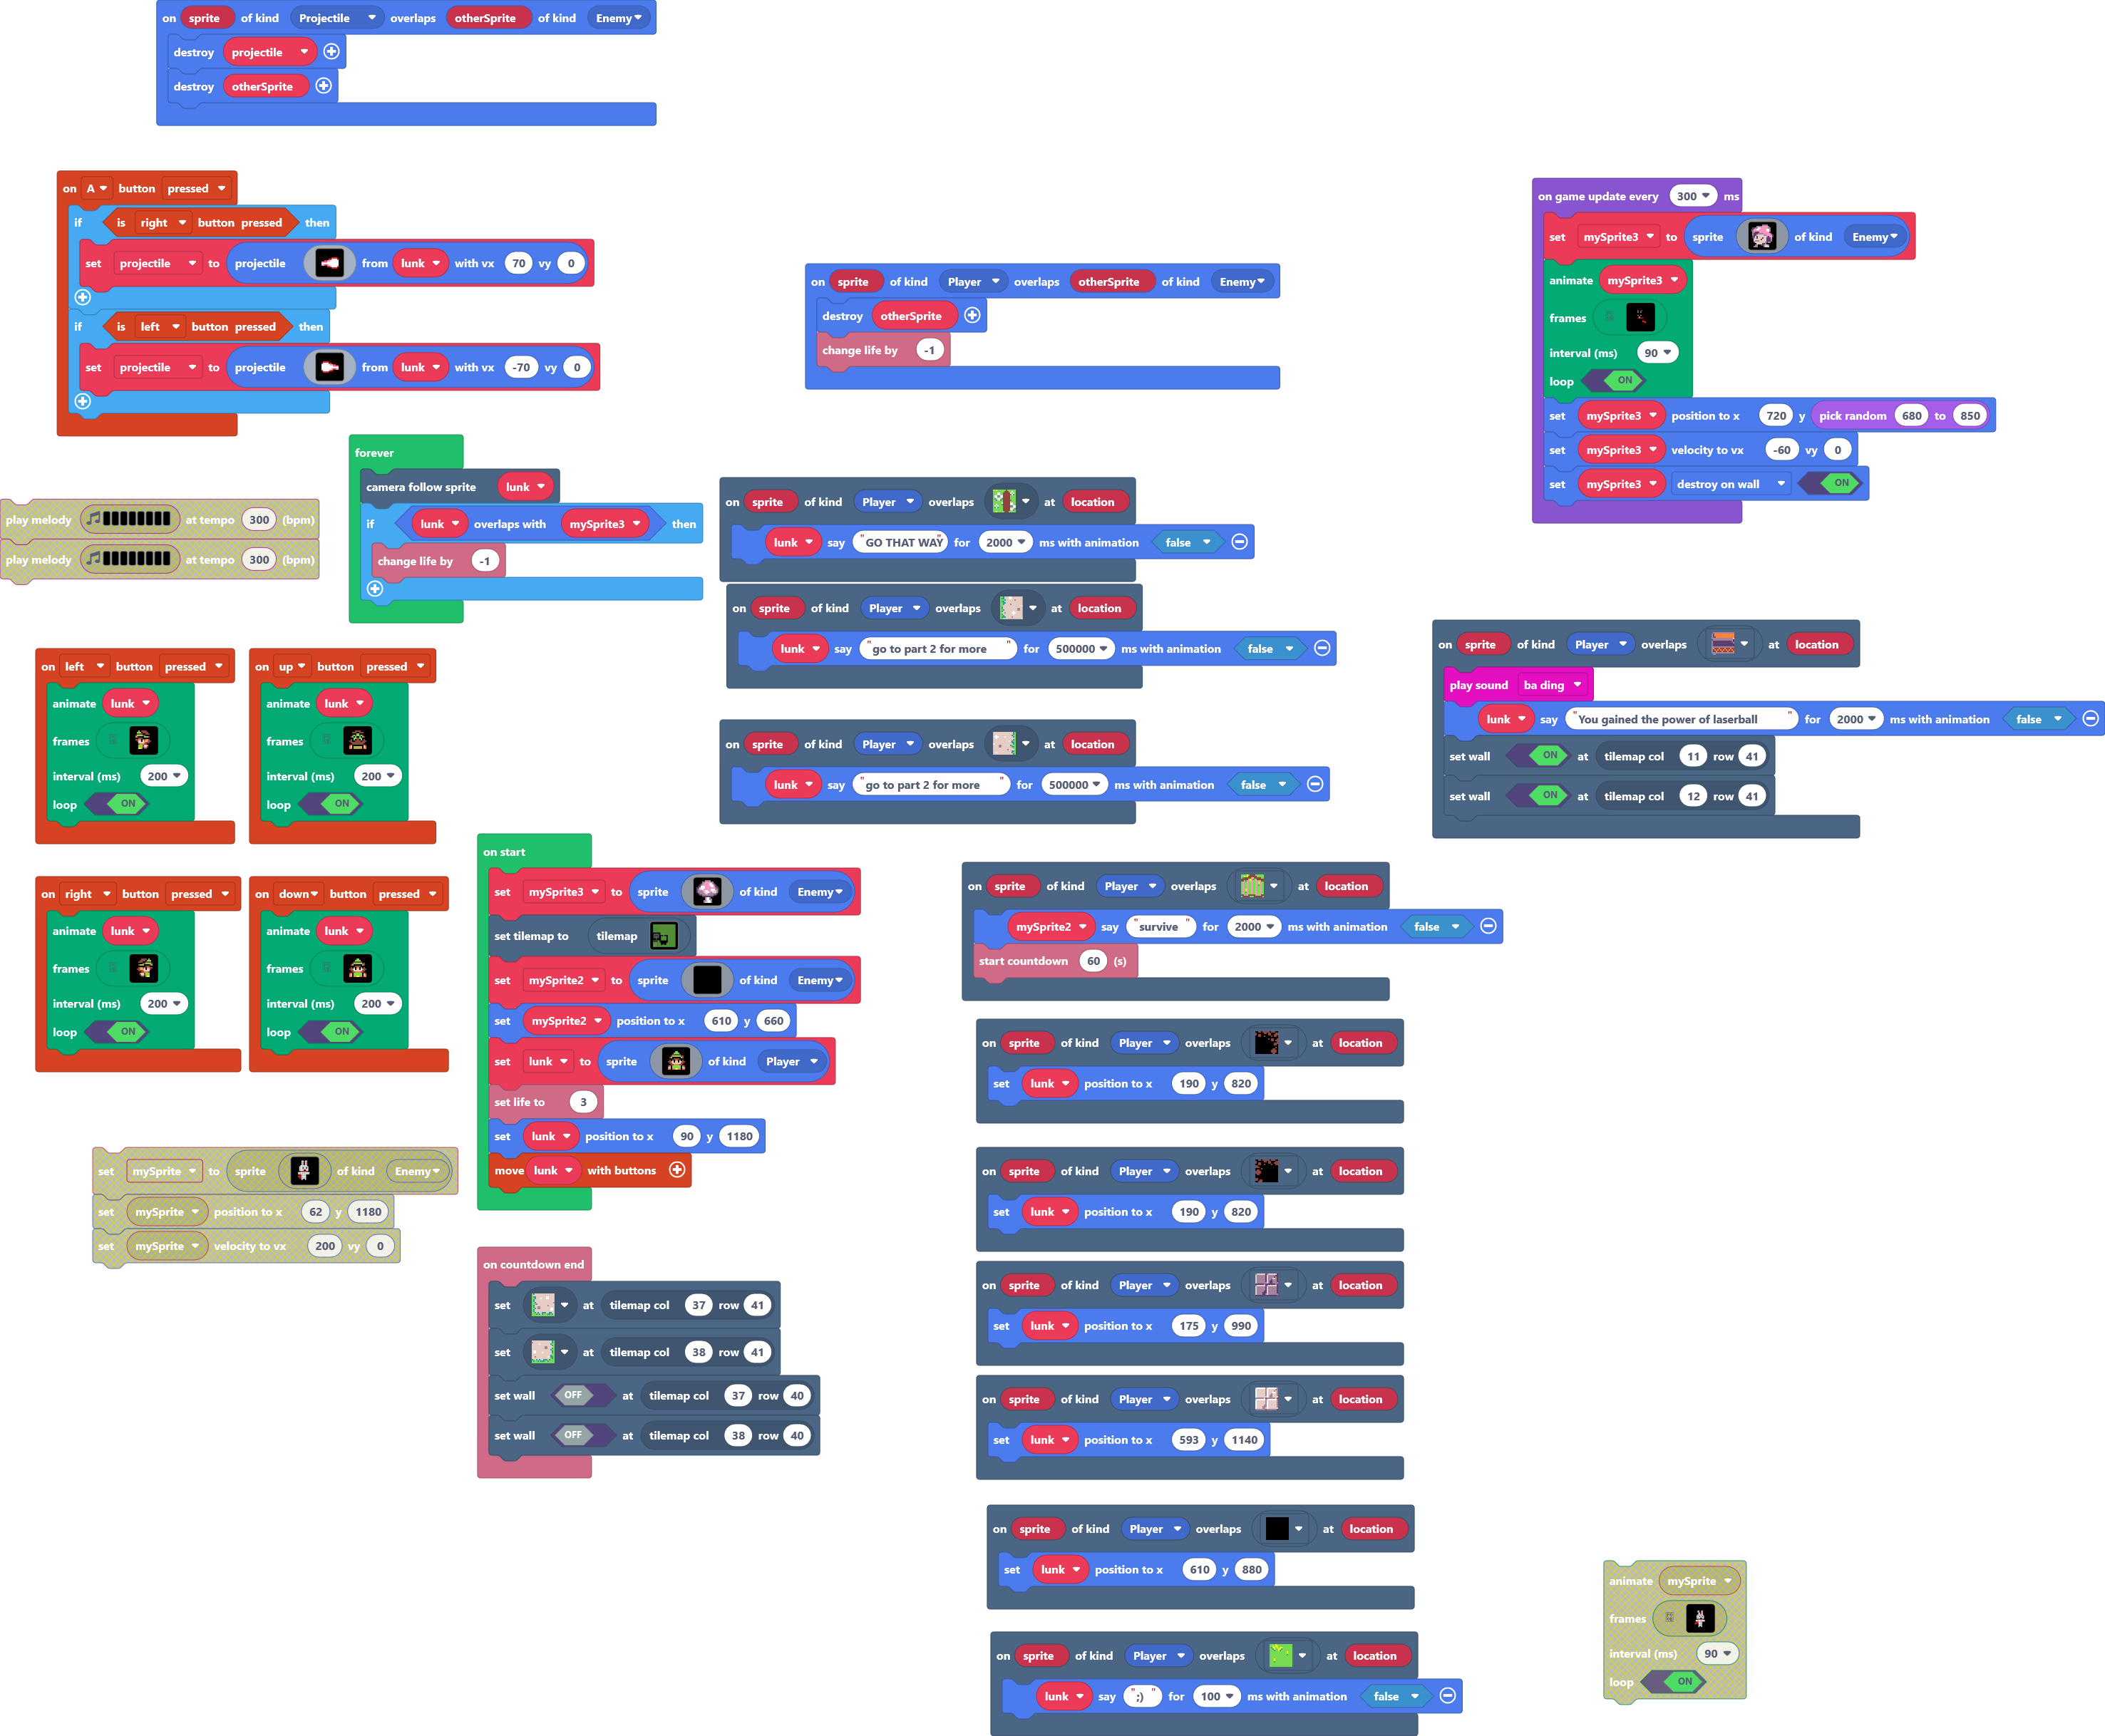 on sprite of kind Projectile overlaps otherSprite of kind Enemy
destroy projectile
destroy otherSprite
on A button pressed
if is right button pressed then
set projectile to projectile from lunk with vx 70 vy 0
if is left button pressed then
set projectile to projectile from lunk with vx -70 vy 0
on sprite of kind Player overlaps otherSprite of kind Enemy
destroy otherSprite
change life by -1
on game update every 300 ms
set mySprite3 to sprite of kind Enemy
animate mySprite3
frames
interval (ms) 90
loop ON
set mySprite3 position to x 720 y pick random 680 to 850
set mySprite3 velocity to vx -60 vy 0
set mySprite3 destroy on wall ON
forever
camera follow sprite lunk
if lunk overlaps with mySprite3 then
change life by -1
play melody at tempo 300 (bpm)
play melody at tempo 300 (bpm)
on sprite of kind Player overlaps at location
lunk say "GO THAT WAY" for 2000 ms with animation false
on sprite of kind Player overlaps at location
lunk say "go to part 2 for more" for 500000 ms with animation false
on sprite of kind Player overlaps at location
lunk say "go to part 2 for more" for 500000 ms with animation false
on sprite of kind Player overlaps at location
play sound ba ding
lunk say "You gained the power of laserball" for 2000 ms with animation false
set wall ON at tilemap col 11 row 41
set wall ON at tilemap col 12 row 41
on left button pressed
animate lunk
frames
interval (ms) 200
loop ON
on up button pressed
animate lunk
frames
interval (ms) 200
loop ON
on right button pressed
animate lunk
frames
interval (ms) 200
loop ON
on down button pressed
animate lunk
frames
interval (ms) 200
loop ON
on start
set mySprite3 to sprite of kind Enemy
set tilemap to tilemap
set mySprite2 to sprite of kind Enemy
set mySprite2 position to x 610 y 660
set lunk to sprite of kind Player
set life to 3
set lunk position to x 90 y 1180
move lunk with buttons
set mySprite to sprite of kind Enemy
set mySprite position to x 62 y 1180
set mySprite velocity to vx 200 vy 0
on countdown end
set at tilemap col 37 row 41
set at tilemap col 38 row 41
set wall OFF at tilemap col 37 row 40
set wall OFF at tilemap col 38 row 40
on sprite of kind Player overlaps at location
mySprite2 say "survive" for 2000 ms with animation false
start countdown 60 (s)
on sprite of kind Player overlaps at location
set lunk position to x 190 y 820
on sprite of kind Player overlaps at location
set lunk position to x 190 y 820
on sprite of kind Player overlaps at location
set lunk position to x 175 y 990
on sprite of kind Player overlaps at location
set lunk position to x 593 y 1140
on sprite of kind Player overlaps at location
set lunk position to x 610 y 880
on sprite of kind Player overlaps at location
lunk say ";)" for 100 ms with animation false
animate mySprite
frames
interval (ms) 90
loop ON